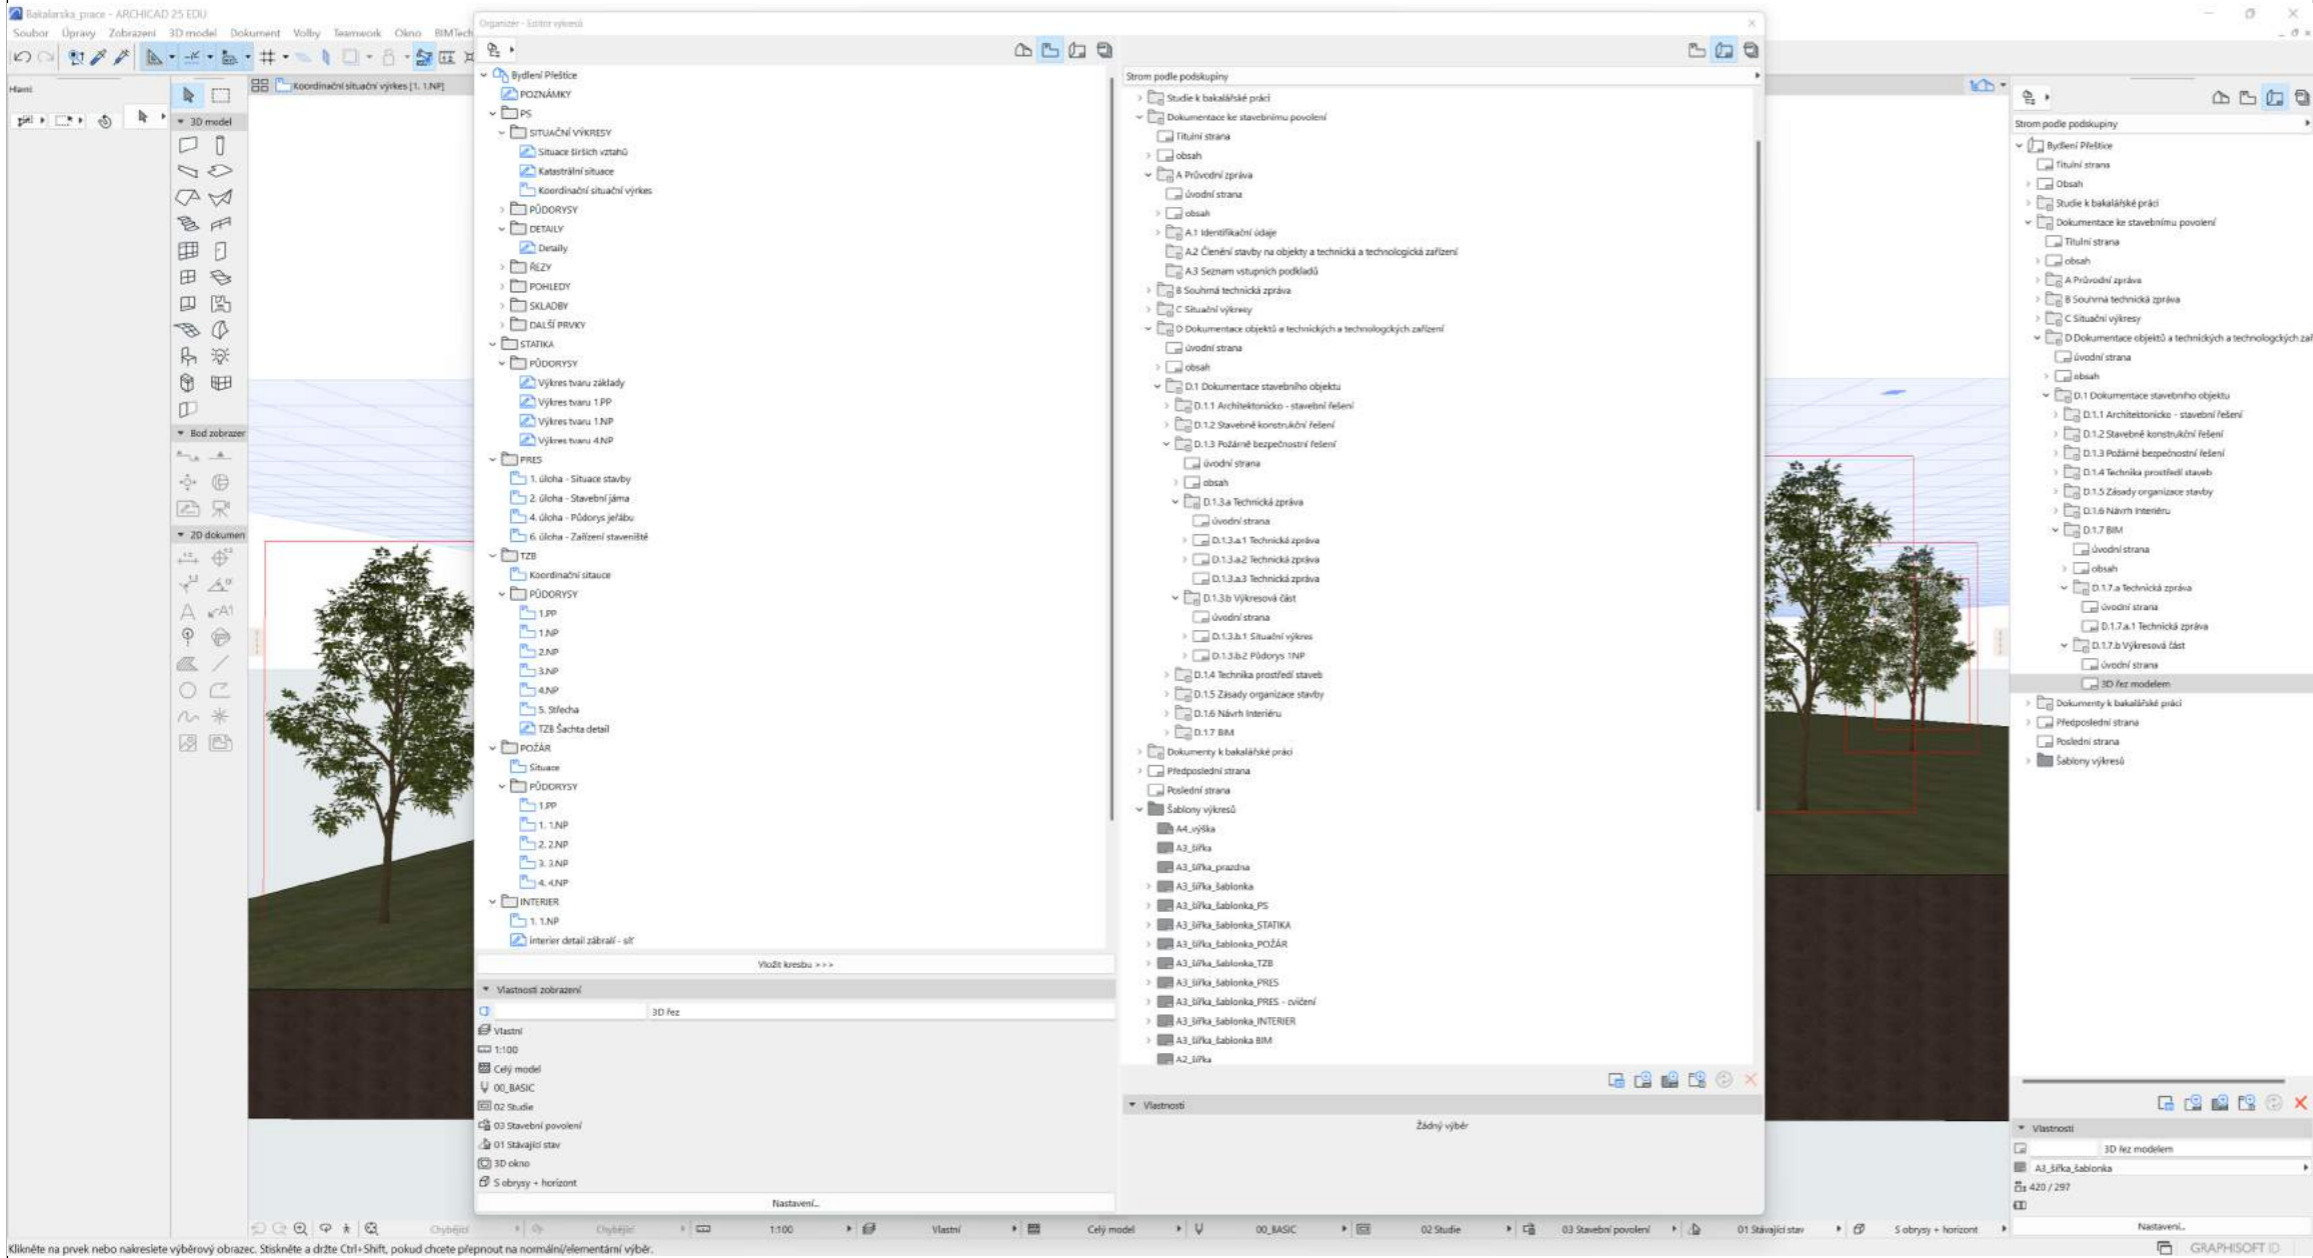 Bakalarska_prace - ARCHICAD 25 EDU
Soubor Úpravy Zobrazení 3D model Dokument Volby Teamwork Okno BIMTech
Hlavní:
Koordinační situační výrkes [1. 1.NP]
3D model
Bod zobrazer
2D dokumen
Organizér - Editor výkresů
Bydlení Přeštice
POZNÁMKY
PS
SITUAČNÍ VÝKRESY
Situace širších vztahů
Katastrální situace
Koordinační situační výrkes
PŮDORYSY
DETAILY
Detaily
ŘEZY
POHLEDY
SKLADBY
DALŠÍ PRVKY
STATIKA
PŮDORYSY
Výkres tvaru základy
Výkres tvaru 1.PP
Výkres tvaru 1.NP
Výkres tvaru 4.NP
PRES
1. úloha - Situace stavby
2. úloha - Stavební jáma
4. úloha - Půdorys jeřábu
6. úloha - Zařízení staveniště
TZB
Koordinační sitauce
PŮDORYSY
1.PP
1.NP
2.NP
3.NP
4.NP
5. Střecha
TZB Šachta detail
POŽÁR
Situace
PŮDORYSY
1.PP
1. 1.NP
2. 2.NP
3. 3.NP
4. 4.NP
INTERIER
1. 1.NP
interier detail zábralí - síť
Vložit kresbu >>>
Vlastnosti zobrazení
3D řez
Vlastní
1:100
Celý model
00_BASIC
02 Studie
03 Stavební povolení
01 Stávající stav
3D okno
S obrysy + horizont
Nastavení...
Strom podle podskupiny
Studie k bakalářské práci
Dokumentace ke stavebnímu povolení
Titulní strana
obsah
A Průvodní zpráva
úvodní strana
obsah
A.1 Identifikační údaje
A.2 Členění stavby na objekty a technická a technologická zařízení
A.3 Seznam vstupních podkladů
B Souhrná technická zpráva
C Situační výkresy
D Dokumentace objektů a technických a technologckých zařízení
úvodní strana
obsah
D.1 Dokumentace stavebního objektu
D.1.1 Architektonicko - stavební řešení
D.1.2 Stavebně konstrukční řešení
D.1.3 Požárně bezpečnostní řešení
úvodní strana
obsah
D.1.3.a Technická zpráva
úvodní strana
D.1.3.a.1 Technická zpráva
D.1.3.a.2 Technická zpráva
D.1.3.a.3 Technická zpráva
D.1.3.b Výkresová část
úvodní strana
D.1.3.b.1 Situační výkres
D.1.3.b.2 Půdorys 1NP
D.1.4 Technika prostředí staveb
D.1.5 Zásady organizace stavby
D.1.6 Návrh Interiéru
D.1.7 BIM
Dokumenty k bakalářské práci
Předposlední strana
Poslední strana
Šablony výkresů
A4_výška
A3_šířka
A3_šířka_prazdna
A3_šířka_šablonka
A3_šířka_šablonka_PS
A3_šířka_šablonka_STATIKA
A3_šířka_šablonka_POŽÁR
A3_šířka_šablonka_TZB
A3_šířka_šablonka_PRES
A3_šířka_šablonka_PRES - cvičení
A3_šířka_šablonka_INTERIER
A3_šířka_šablonka BIM
A2_šířka
Vlastnosti
Žádný výběr
Strom podle podskupiny
Bydlení Přeštice
Titulní strana
Obsah
Studie k bakalářské práci
Dokumentace ke stavebnímu povolení
Titulní strana
obsah
A Průvodní zpráva
B Souhrná technická zpráva
C Situační výkresy
D Dokumentace objektů a technických a technologckých zař
úvodní strana
obsah
D.1 Dokumentace stavebního objektu
D.1.1 Architektonicko - stavební řešení
D.1.2 Stavebně konstrukční řešení
D.1.3 Požárně bezpečnostní řešení
D.1.4 Technika prostředí staveb
D.1.5 Zásady organizace stavby
D.1.6 Návrh Interiéru
D.1.7 BIM
úvodní strana
obsah
D.1.7.a Technická zpráva
úvodní strana
D.1.7.a.1 Technická zpráva
D.1.7.b Výkresová část
úvodní strana
3D řez modelem
Dokumenty k bakalářské práci
Předposlední strana
Poslední strana
Šablony výkresů
Vlastnosti
3D řez modelem
A3_šířka_šablonka
420 / 297
Nastavení...
Chybějící Chybějící 1:100 Vlastní Celý model 00_BASIC 02 Studie 03 Stavební povolení 01 Stávající stav S obrysy + horizont
Klikněte na prvek nebo nakreslete výběrový obrazec. Stiskněte a držte Ctrl+Shift, pokud chcete přepnout na normální/elementární výběr.
GRAPHISOFT ID